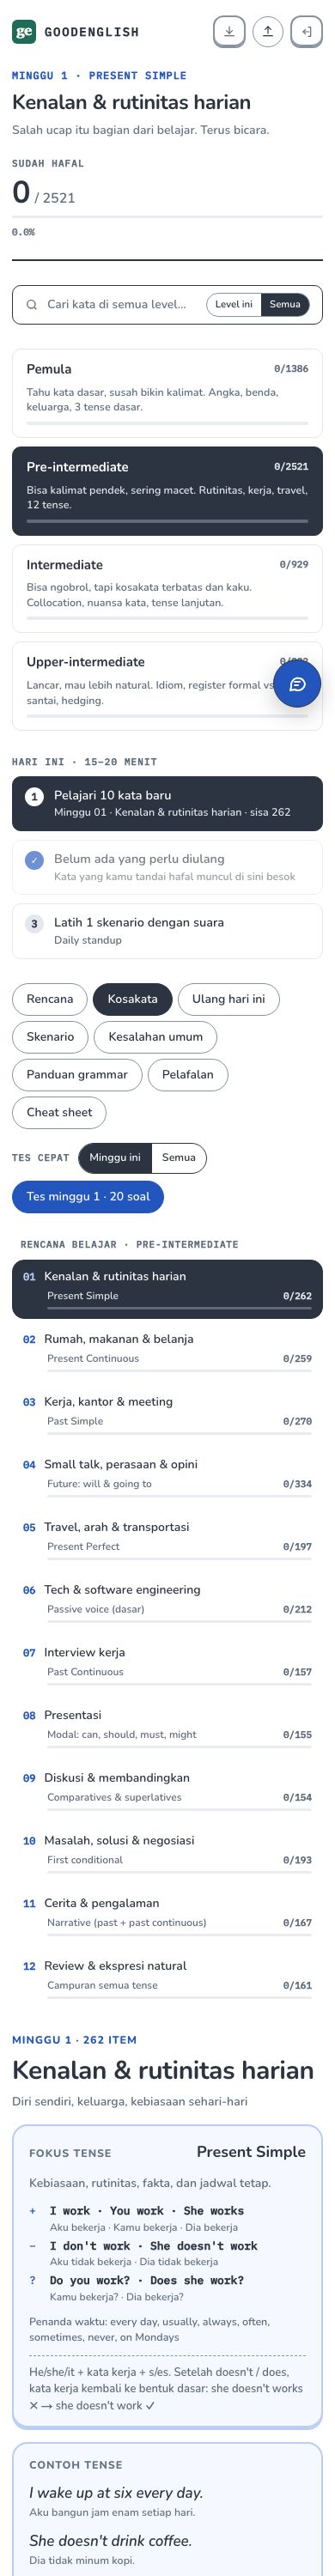 ge GOODENGLISH
MINGGU 1 · PRESENT SIMPLE
Kenalan & rutinitas harian
Salah ucap itu bagian dari belajar. Terus bicara.
SUDAH HAFAL
0 / 2521
0.0%
Cari kata di semua level... Level ini Semua
Pemula 0/1386
Tahu kata dasar, susah bikin kalimat. Angka, benda,
keluarga, 3 tense dasar.
Pre-intermediate 0/2521
Bisa kalimat pendek, sering macet. Rutinitas, kerja, travel,
12 tense.
Intermediate 0/929
Bisa ngobrol, tapi kosakata terbatas dan kaku.
Collocation, nuansa kata, tense lanjutan.
Upper-intermediate
Lancar, mau lebih natural. Idiom, register formal vs
santai, hedging.
HARI INI · 15–20 MENIT
1 Pelajari 10 kata baru
Minggu 01 · Kenalan & rutinitas harian · sisa 262
✓ Belum ada yang perlu diulang
Kata yang kamu tandai hafal muncul di sini besok
3 Latih 1 skenario dengan suara
Daily standup
Rencana Kosakata Ulang hari ini
Skenario Kesalahan umum
Panduan grammar Pelafalan
Cheat sheet
TES CEPAT Minggu ini Semua
Tes minggu 1 · 20 soal
RENCANA BELAJAR · PRE-INTERMEDIATE
01 Kenalan & rutinitas harian
Present Simple 0/262
02 Rumah, makanan & belanja
Present Continuous 0/259
03 Kerja, kantor & meeting
Past Simple 0/270
04 Small talk, perasaan & opini
Future: will & going to 0/334
05 Travel, arah & transportasi
Present Perfect 0/197
06 Tech & software engineering
Passive voice (dasar) 0/212
07 Interview kerja
Past Continuous 0/157
08 Presentasi
Modal: can, should, must, might 0/155
09 Diskusi & membandingkan
Comparatives & superlatives 0/154
10 Masalah, solusi & negosiasi
First conditional 0/193
11 Cerita & pengalaman
Narrative (past + past continuous) 0/167
12 Review & ekspresi natural
Campuran semua tense 0/161
MINGGU 1 · 262 ITEM
Kenalan & rutinitas harian
Diri sendiri, keluarga, kebiasaan sehari-hari
FOKUS TENSE Present Simple
Kebiasaan, rutinitas, fakta, dan jadwal tetap.
+ I work · You work · She works
Aku bekerja · Kamu bekerja · Dia bekerja
− I don't work · She doesn't work
Aku tidak bekerja · Dia tidak bekerja
? Do you work? · Does she work?
Kamu bekerja? · Dia bekerja?
Penanda waktu: every day, usually, always, often,
sometimes, never, on Mondays
He/she/it + kata kerja + s/es. Setelah doesn't / does,
kata kerja kembali ke bentuk dasar: she doesn't works
✕ → she doesn't work ✓
CONTOH TENSE
I wake up at six every day.
Aku bangun jam enam setiap hari.
She doesn't drink coffee.
Dia tidak minum kopi.